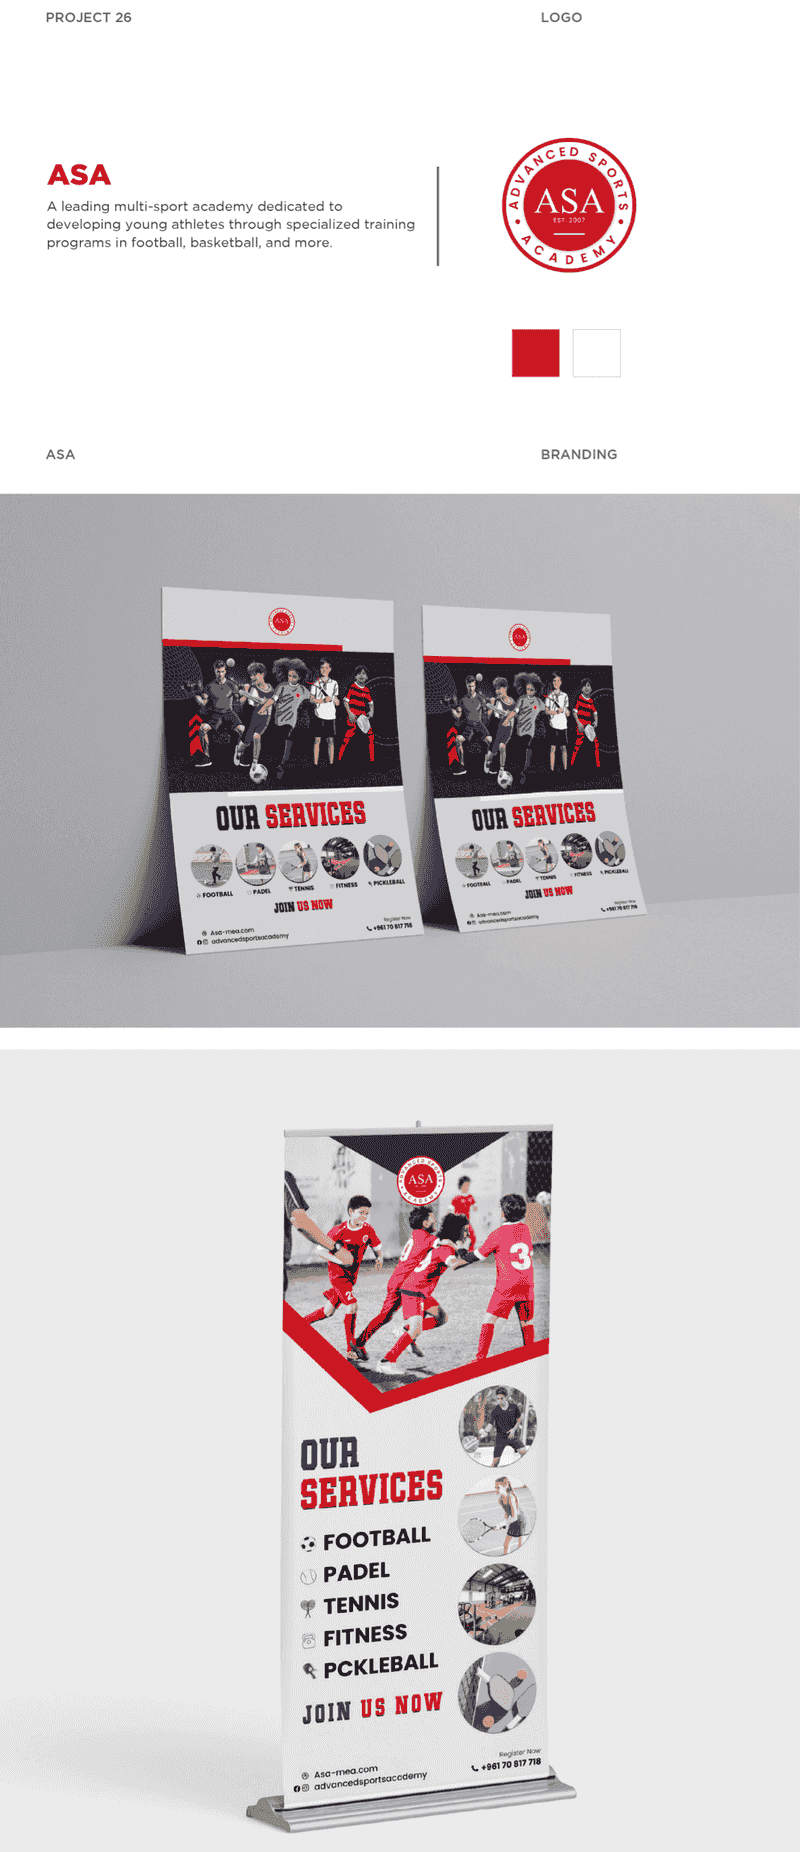 PROJECT 26
LOGO
ASA
A leading multi-sport academy dedicated to
developing young athletes through specialized training
programs in football, basketball, and more.
ADVANCED SPORTS
ASA
EST. 2007
ACADEMY
ASA
BRANDING
ASA
OUR SERVICES
FOOTBALL
PADEL
TENNIS
FITNESS
PICKLEBALL
JOIN US NOW
Asa-mea.com
advancedsportsacademy
Register Now
+961 70 817 718
ASA
OUR SERVICES
FOOTBALL
PADEL
TENNIS
FITNESS
PICKLEBALL
JOIN US NOW
Asa-mea.com
advancedsportsacademy
Register Now
+961 70 817 718
ADVANCED SPORTS
ASA
ACADEMY
3
OUR
SERVICES
FOOTBALL
PADEL
TENNIS
FITNESS
PCKLEBALL
JOIN US NOW
Asa-mea.com
advancedsportsacademy
Register Now
+961 70 817 718